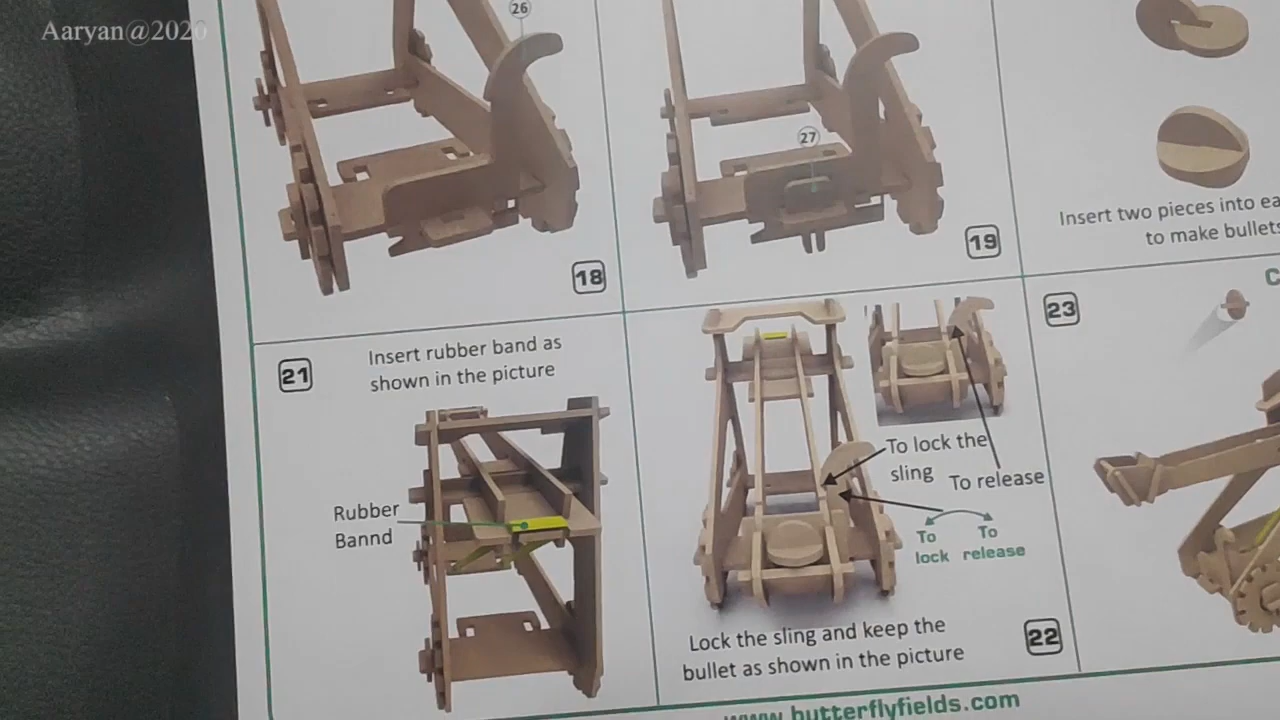 Aaryan@2020
26
18
27
19
Insert two pieces into
to make bullets
21
Insert rubber band as
shown in the picture
Rubber
Bannd
To lock the
sling
To release
To
lock
To
release
Lock the sling and keep the
bullet as shown in the picture
22
23
www.butterflyfields.com